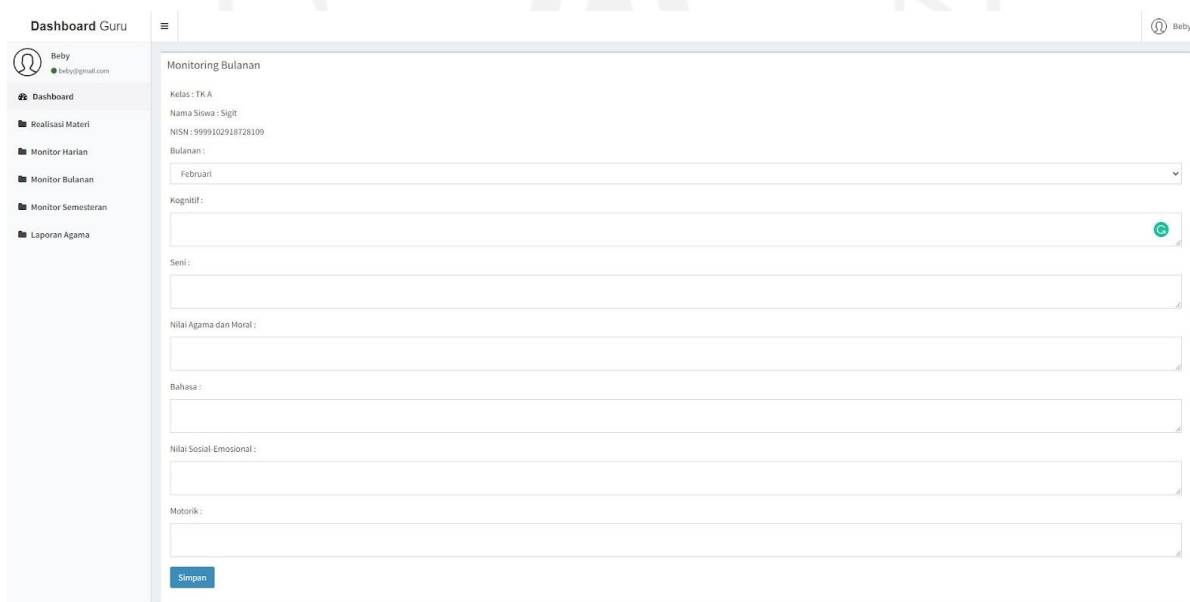 Dashboard Guru
Beby
Beby
beby@gmail.com
Dashboard
Realisasi Materi
Monitor Harian
Monitor Bulanan
Monitor Semesteran
Laporan Agama
Monitoring Bulanan
Kelas : TK A
Nama Siswa : Sigit
NISN : 9999102918728109
Bulanan :
Februari
Kognitif :
Seni :
Nilai Agama dan Moral :
Bahasa :
Nilai Sosial-Emosional :
Motorik :
Simpan